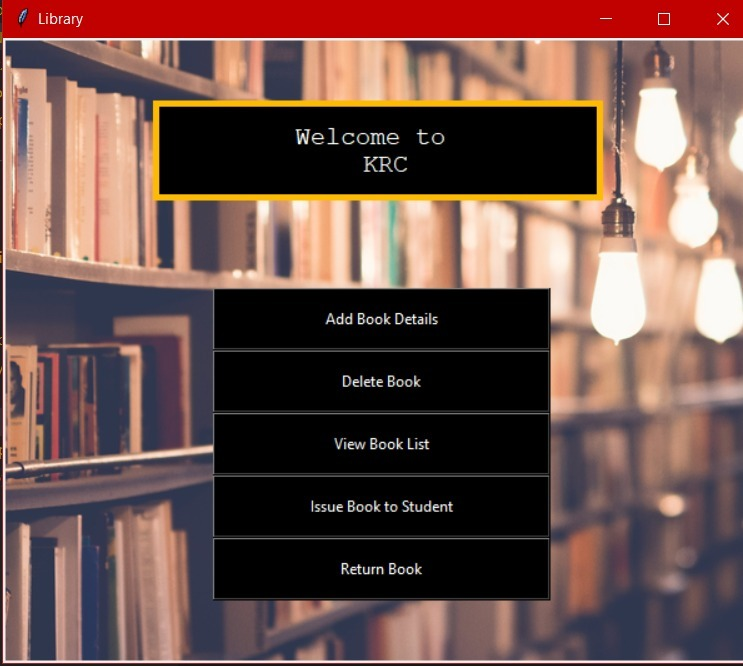 Library
Welcome to
KRC
Add Book Details
Delete Book
View Book List
Issue Book to Student
Return Book